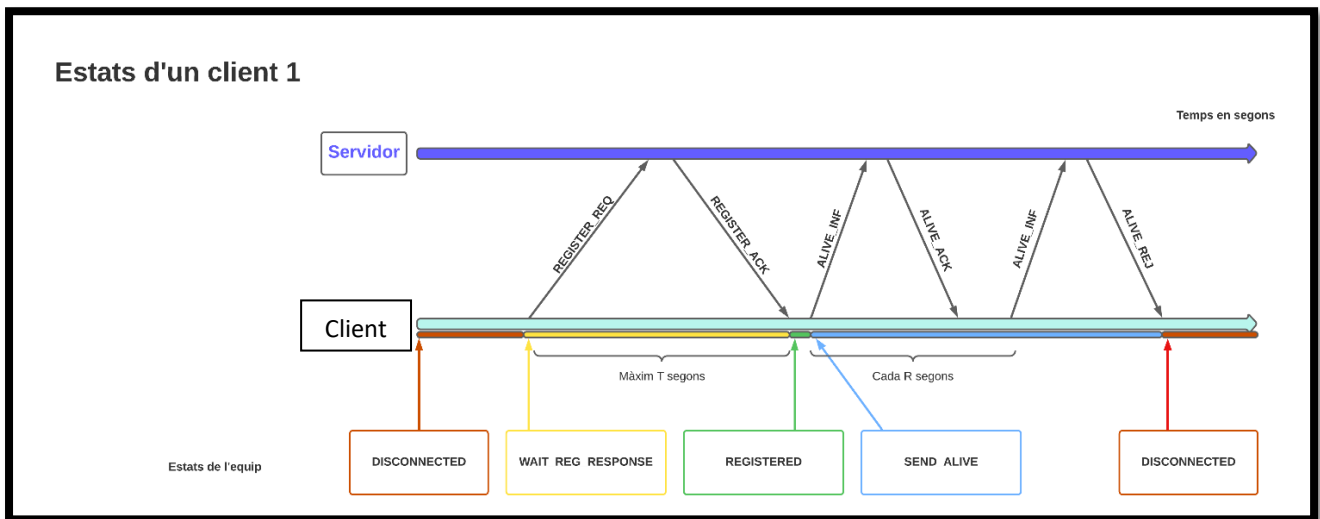 Estats d'un client 1
Temps en segons
Servidor
REGISTER_REQ
REGISTER_ACK
ALIVE_INF
ALIVE_ACK
ALIVE_INF
ALIVE_REJ
Client
Màxim T segons
Cada R segons
Estats de l'equip
DISCONNECTED
WAIT REG RESPONSE
REGISTERED
SEND ALIVE
DISCONNECTED